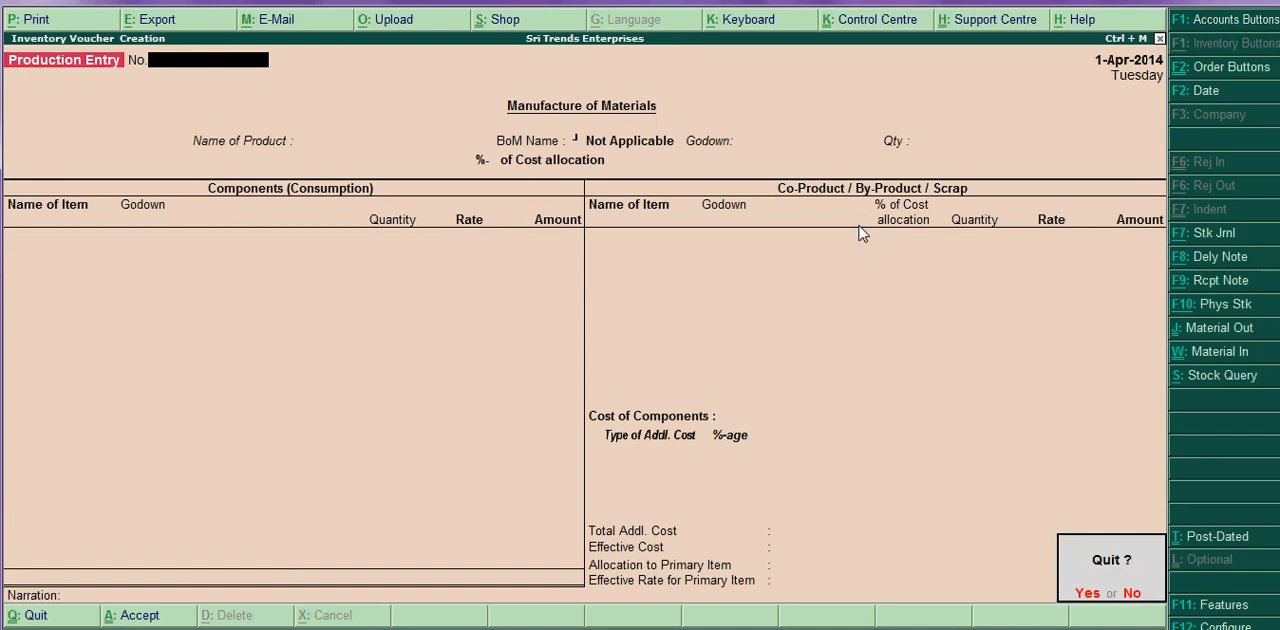 P: Print E: Export M: E-Mail O: Upload S: Shop G: Language K: Keyboard K: Control Centre H: Support Centre H: Help
Inventory Voucher Creation Sri Trends Enterprises Ctrl + M
Production Entry No. 1-Apr-2014
Tuesday
Manufacture of Materials
Name of Product : BoM Name : ┘ Not Applicable Godown: Qty :
%- of Cost allocation
Components (Consumption) Co-Product / By-Product / Scrap
Name of Item Godown Name of Item Godown % of Cost
Quantity Rate Amount allocation Quantity Rate Amount
Cost of Components :
Type of Addl. Cost %-age
Total Addl. Cost :
Effective Cost :
Allocation to Primary Item :
Effective Rate for Primary Item :
Quit ?
Yes or No
Narration:
Q: Quit A: Accept D: Delete X: Cancel
F1: Accounts Buttons
F1: Inventory Buttons
F2: Order Buttons
F2: Date
F3: Company
F6: Rej In
F6: Rej Out
F7: Indent
F7: Stk Jrnl
F8: Dely Note
F9: Rcpt Note
F10: Phys Stk
J: Material Out
W: Material In
S: Stock Query
T: Post-Dated
L: Optional
F11: Features
F12: Configure